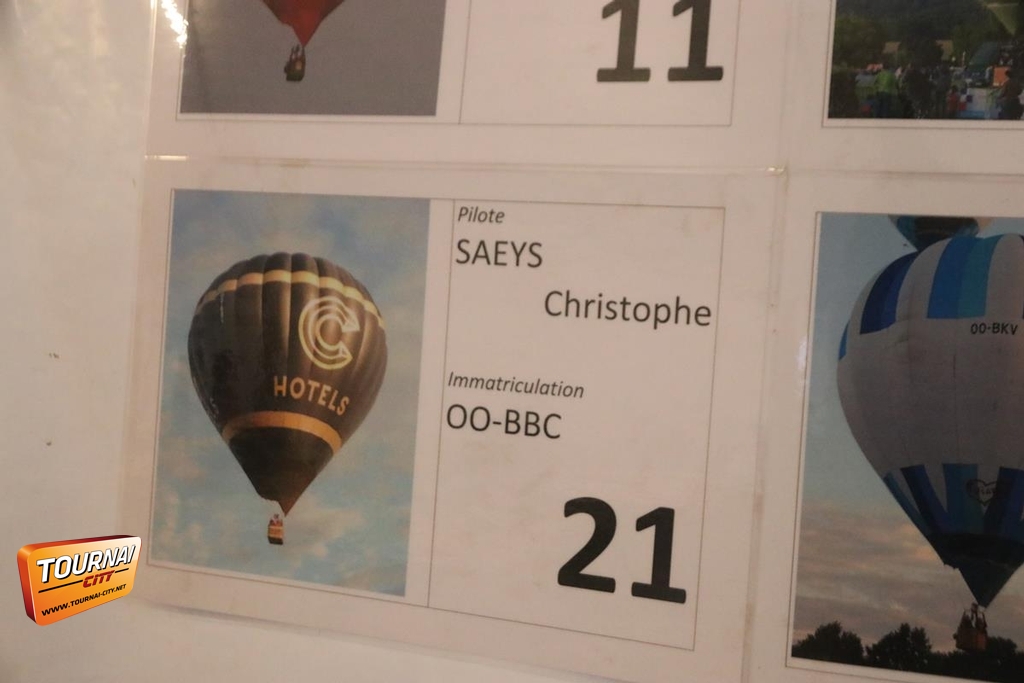 11
Pilote
SAEYS
Christophe
Immatriculation
OO-BBC
21
C
HOTELS
OO-BKV
TOURNAI
CITY
WWW.TOURNAI-CITY.NET